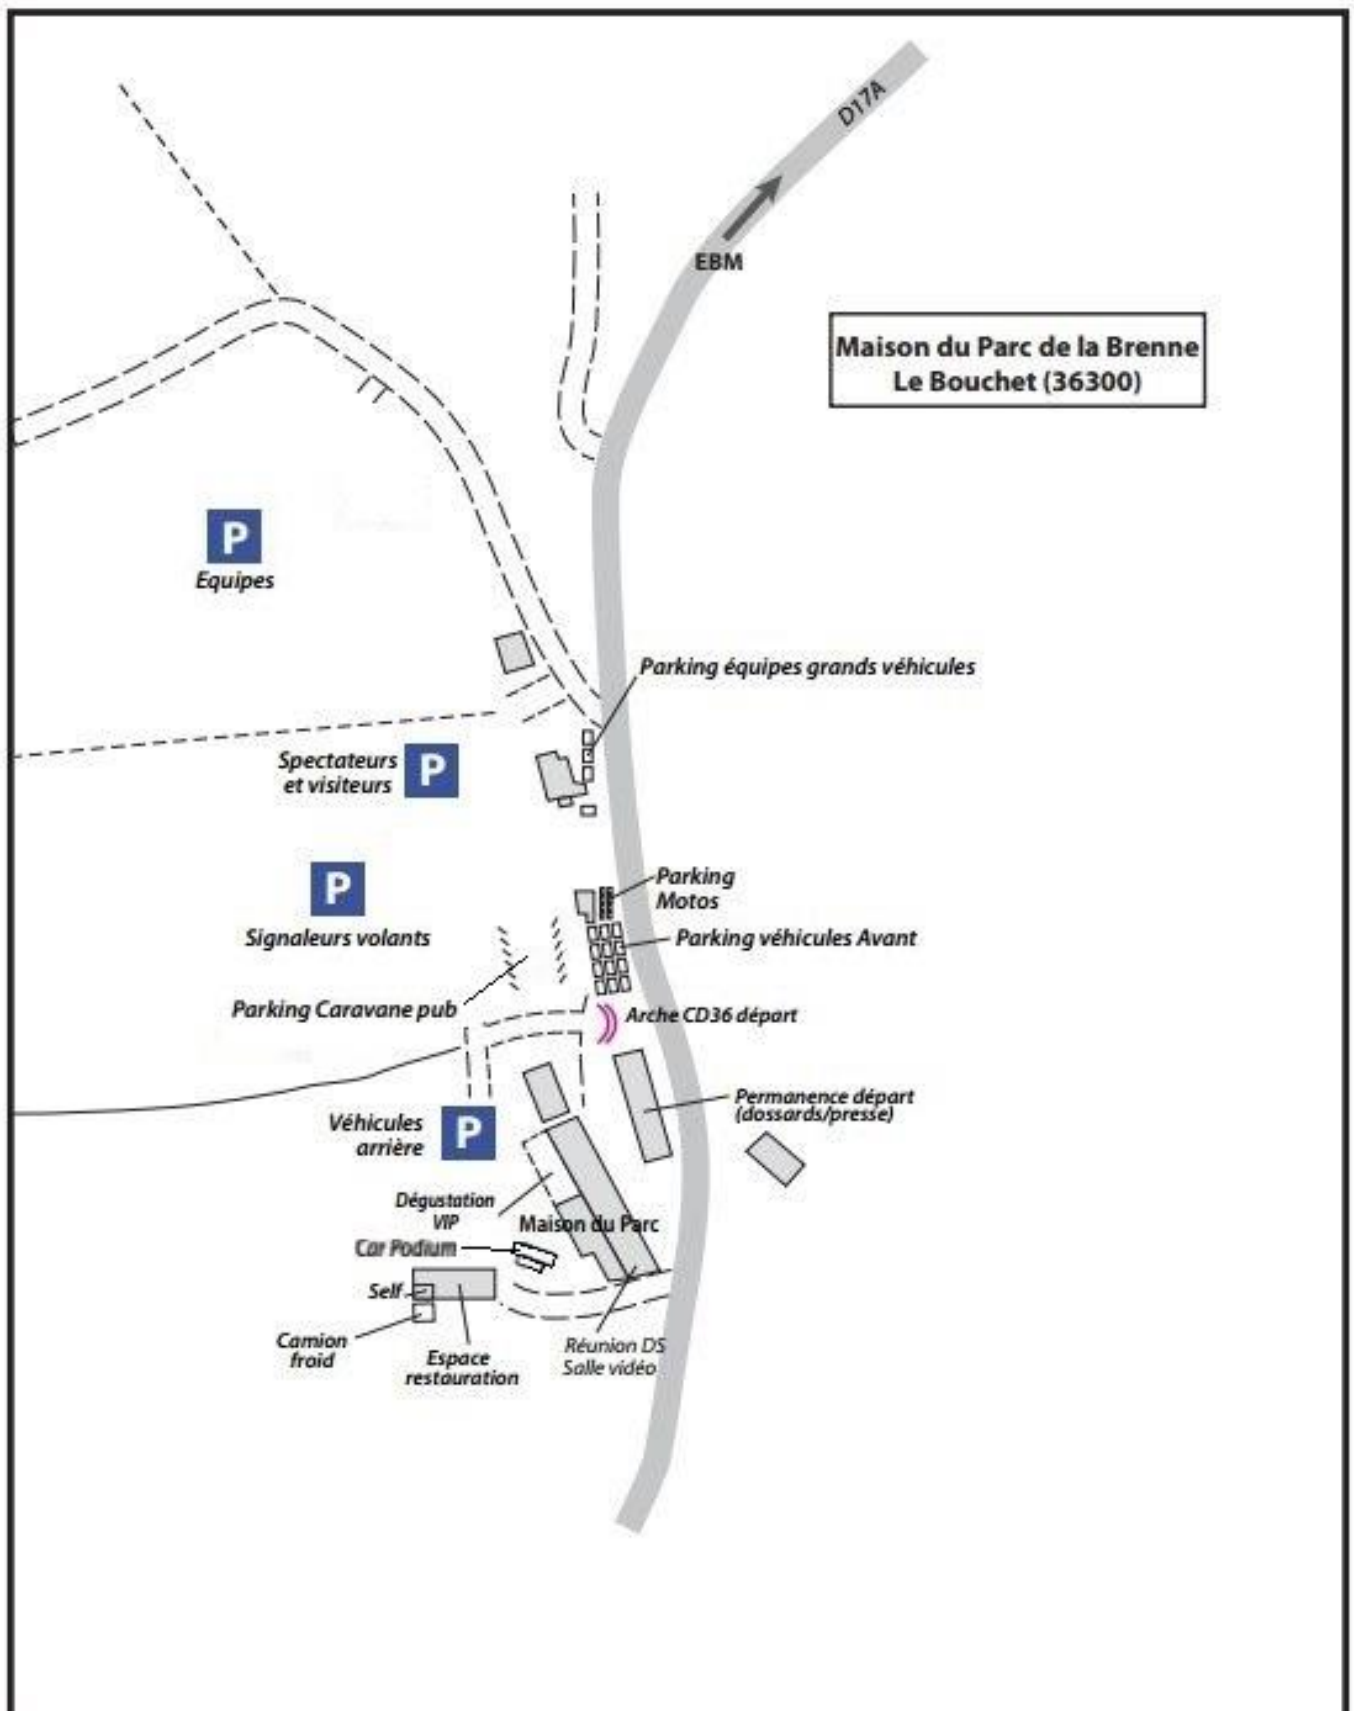 D17A
EBM
Maison du Parc de la Brenne
Le Bouchet (36300)
P
Equipes
Parking équipes grands véhicules
Spectateurs
et visiteurs
P
P
Signaleurs volants
Parking
Motos
Parking véhicules Avant
Parking Caravane pub
Arche CD36 départ
Permanence départ
(dossards/presse)
Véhicules
arrière
P
Dégustation
VIP
Maison du Parc
Car Podium
Self
Camion
froid
Espace
restauration
Réunion DS
Salle vidéo